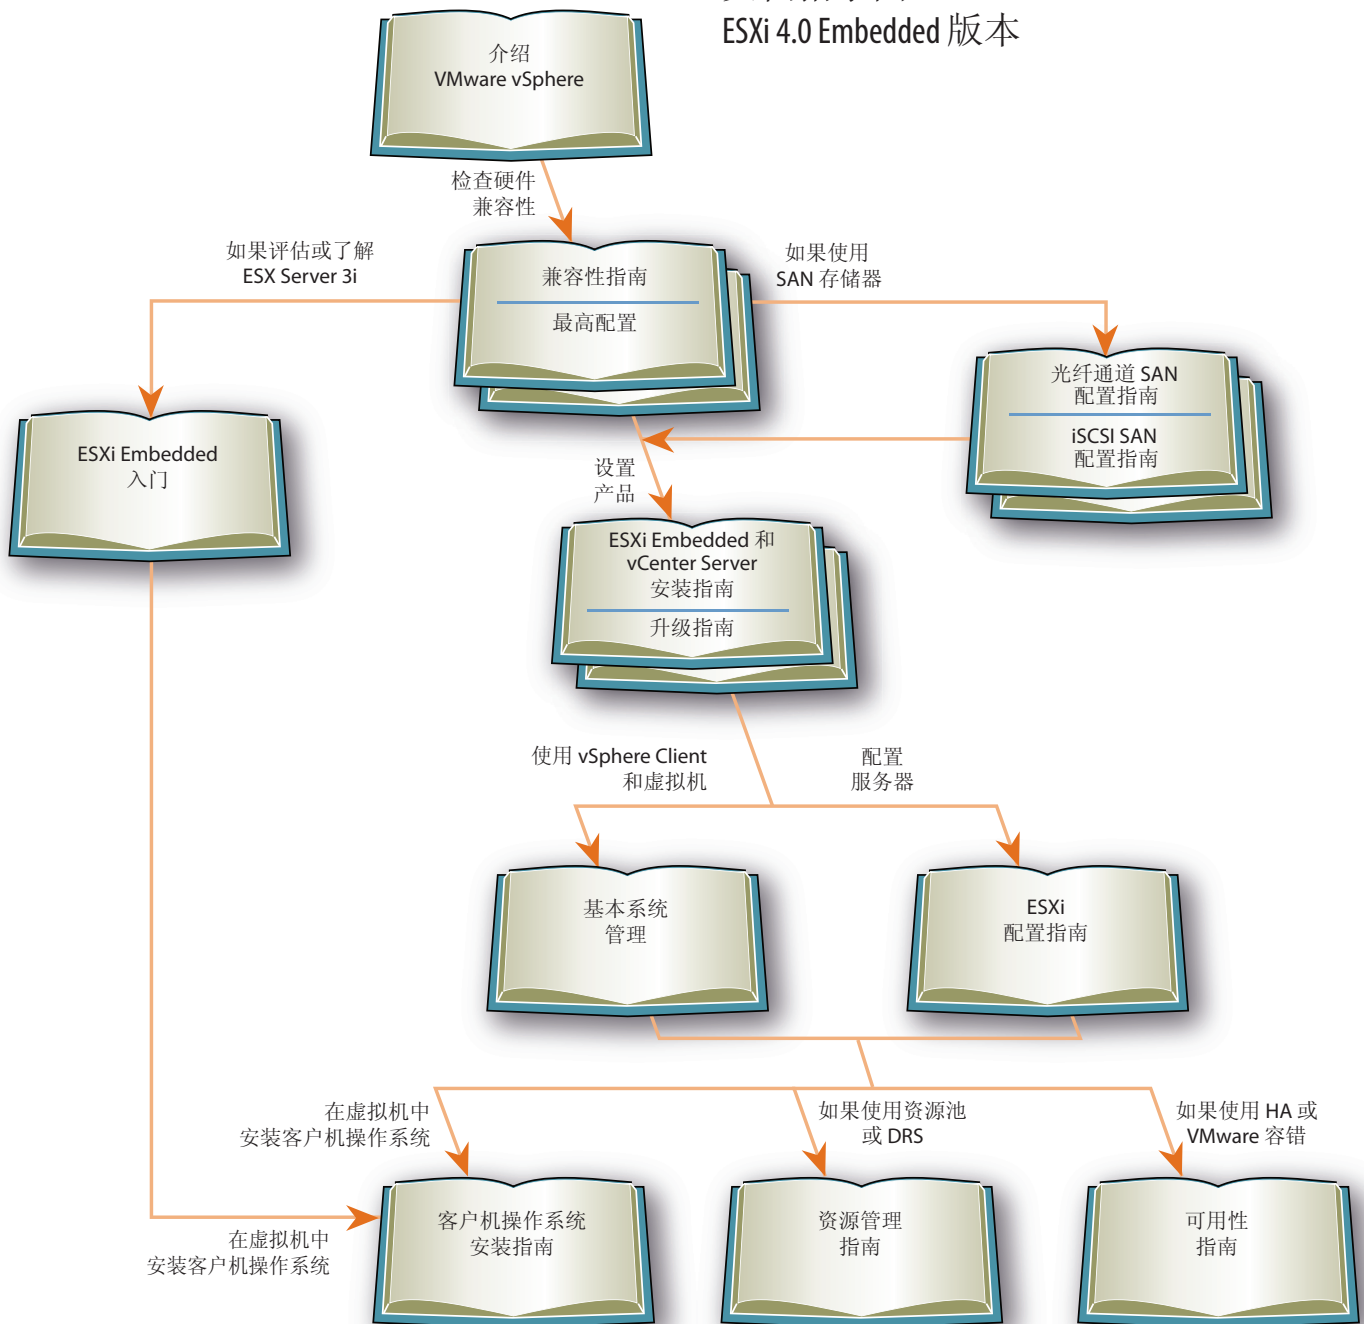 ESXi 4.0 Embedded 版本
介绍
VMware vSphere
检查硬件
兼容性
如果评估或了解
ESX Server 3i
兼容性指南
最高配置
如果使用
SAN 存储器
光纤通道 SAN
配置指南
iSCSI SAN
配置指南
ESXi Embedded
入门
设置
产品
ESXi Embedded 和
vCenter Server
安装指南
升级指南
使用 vSphere Client
和虚拟机
配置
服务器
基本系统
管理
ESXi
配置指南
在虚拟机中
安装客户机操作系统
如果使用资源池
或 DRS
如果使用 HA 或
VMware 容错
客户机操作系统
安装指南
资源管理
指南
可用性
指南
在虚拟机中
安装客户机操作系统